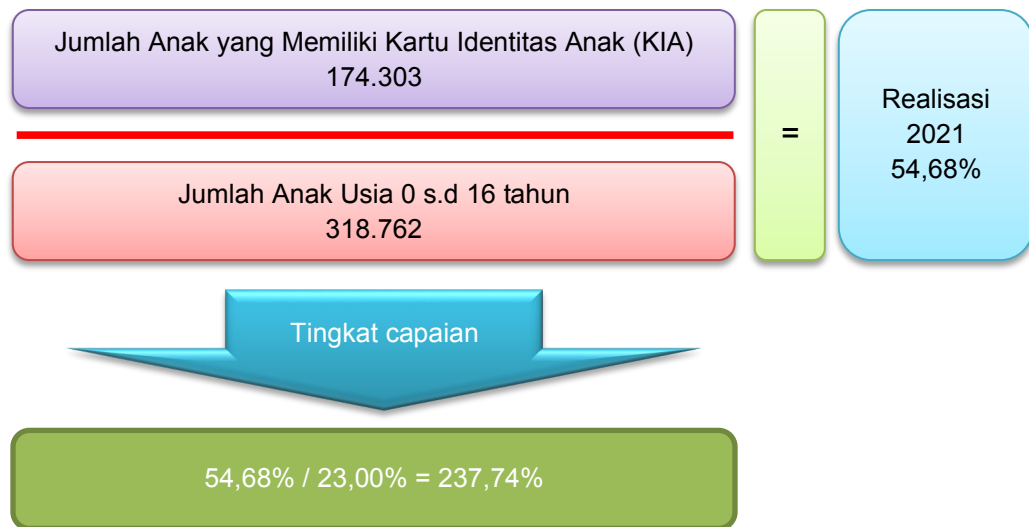 Jumlah Anak yang Memiliki Kartu Identitas Anak (KIA)
174.303
Jumlah Anak Usia 0 s.d 16 tahun
318.762
=
Realisasi
2021
54,68%
Tingkat capaian
54,68% / 23,00% = 237,74%